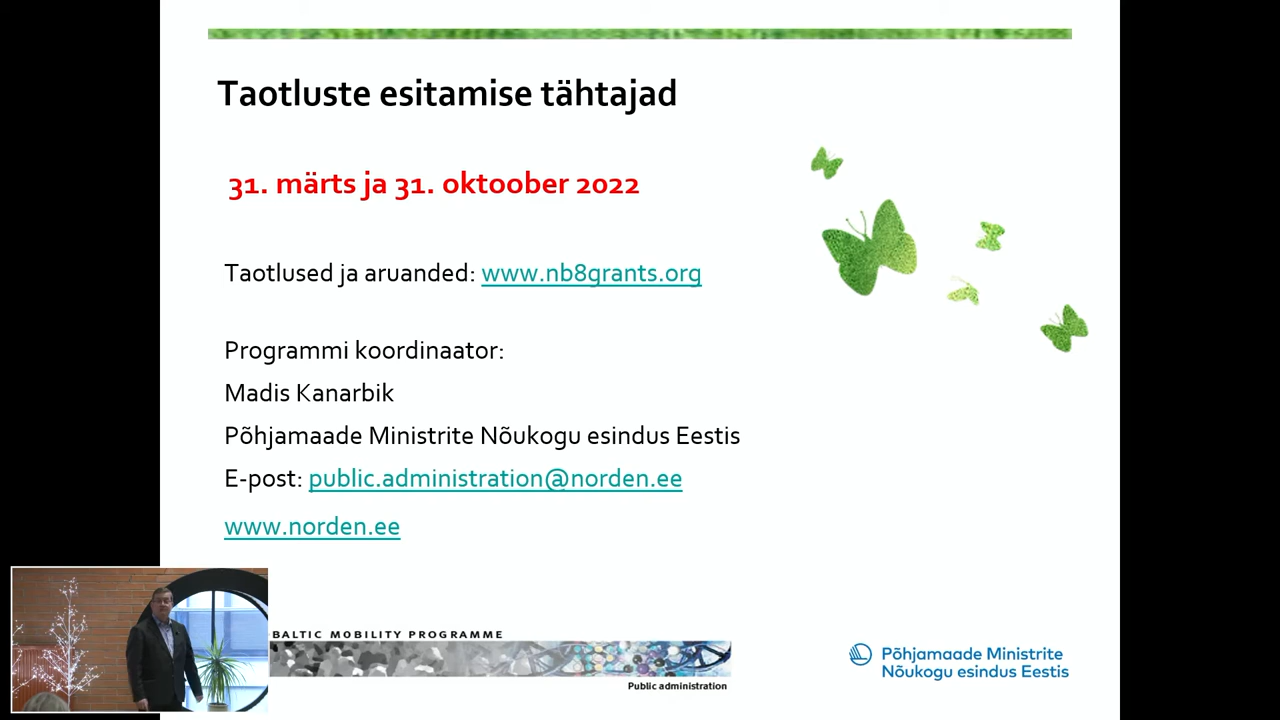 Taotluste esitamise tähtajad
31. märts ja 31. oktoober 2022
Taotlused ja aruanded: www.nb8grants.org
Programmi koordinaator:
Madis Kanarbik
Põhjamaade Ministrite Nõukogu esindus Eestis
E-post: public.administration@norden.ee
www.norden.ee
BALTIC MOBILITY PROGRAMME
Public administration
Põhjamaade Ministrite
Nõukogu esindus Eestis